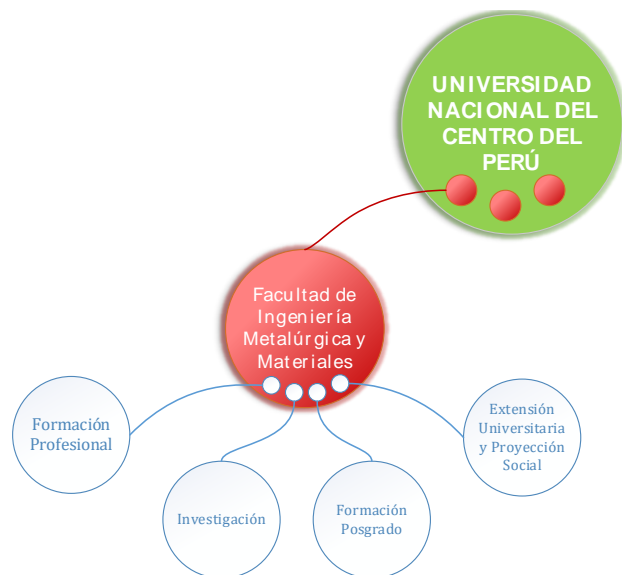 UNIVERSIDAD
NACIONAL DEL
CENTRO DEL
PERÚ
Facultad de
Ingeniería
Metalúrgica y
Materiales
Formación
Profesional
Investigación
Formación
Posgrado
Extensión
Universitaria
y Proyección
Social